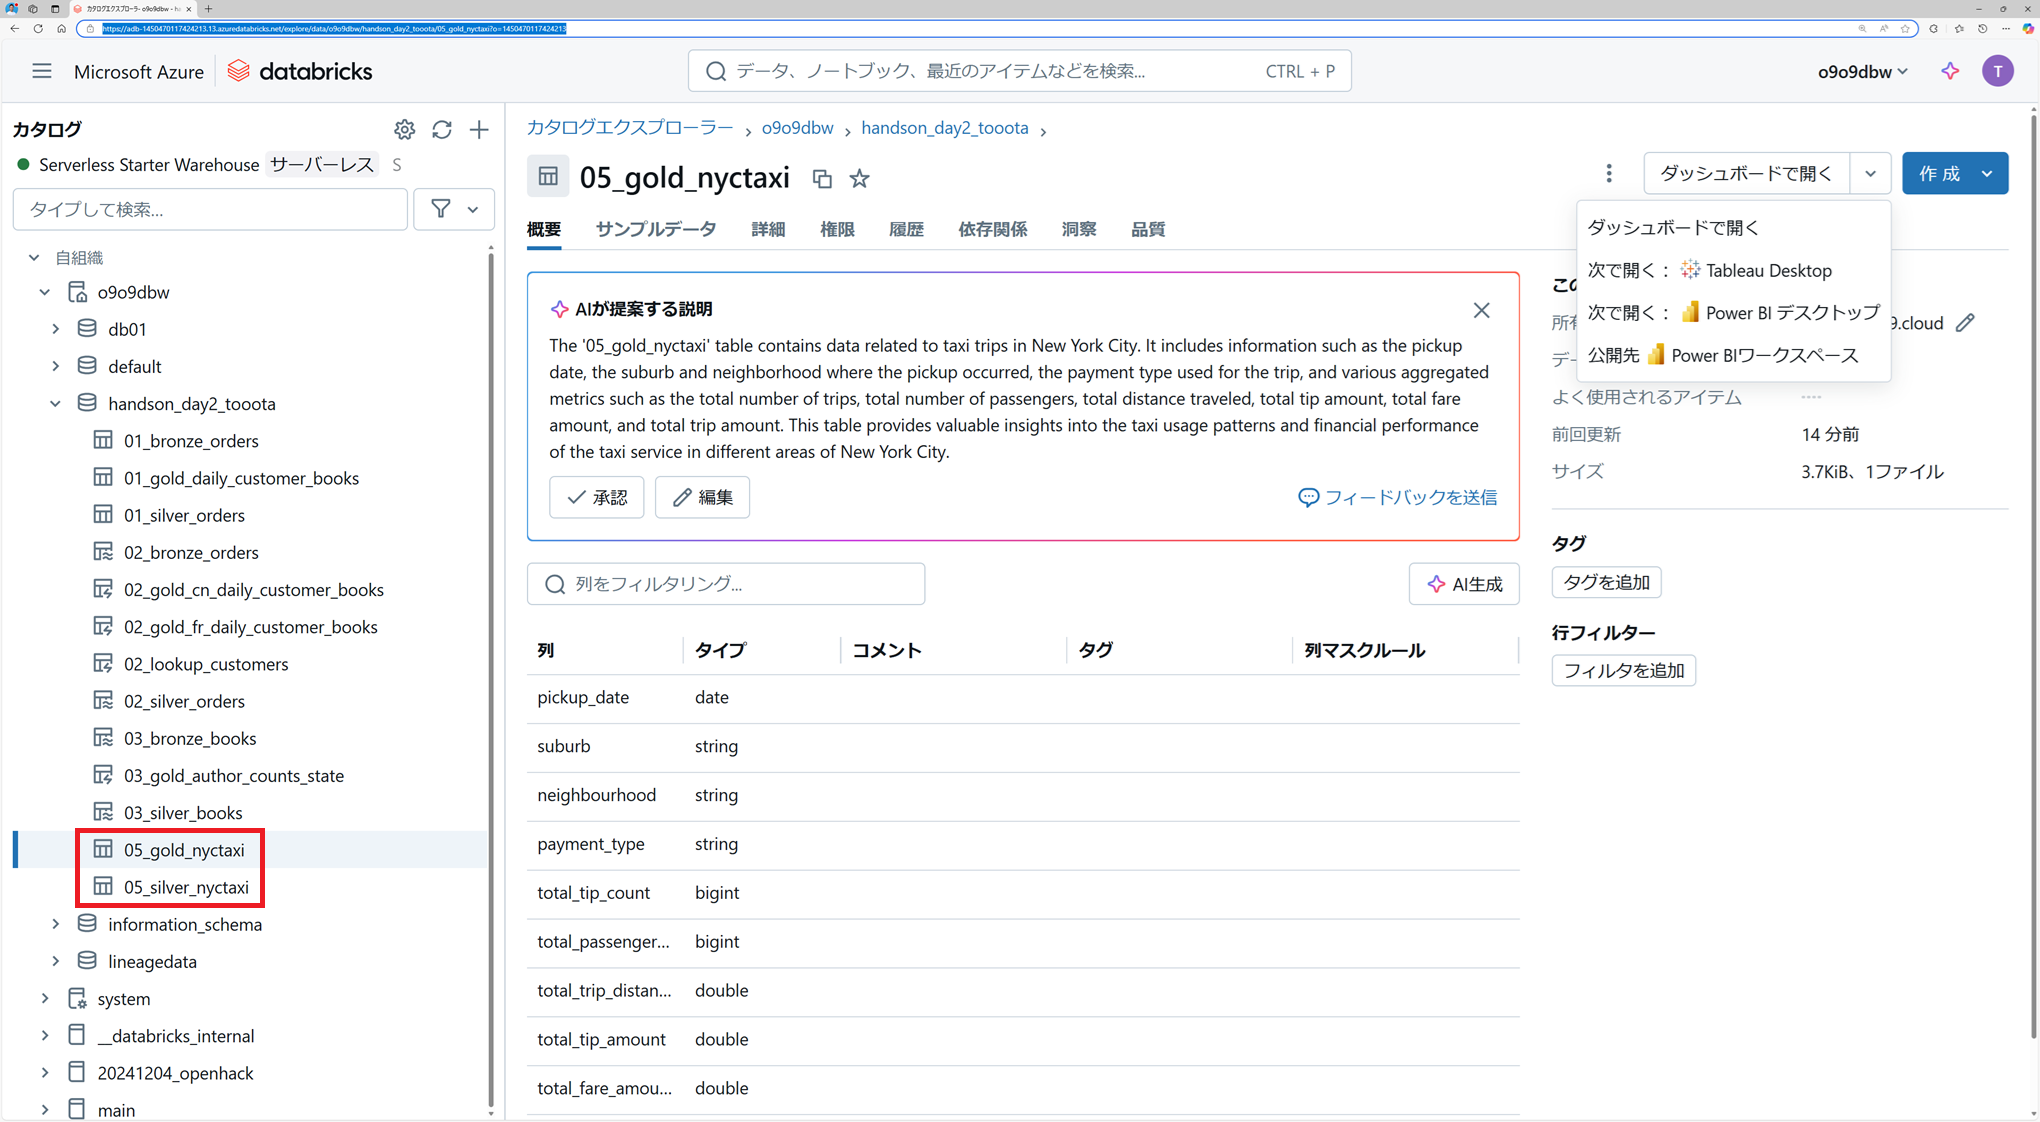 カタログエクスプローラー - o9o9dbw - h
https://adb-1450470117424213.13.azuredatabricks.net/explore/data/o9o9dbw/handson_day2_tooota/05_gold_nyctaxi?o=1450470117424213
Microsoft Azure
databricks
データ、ノートブック、最近のアイテムなどを検索...
CTRL + P
o9o9dbw
T
カタログ
Serverless Starter Warehouse サーバーレス S
タイプして検索...
自組織
o9o9dbw
db01
default
handson_day2_tooota
01_bronze_orders
01_gold_daily_customer_books
01_silver_orders
02_bronze_orders
02_gold_cn_daily_customer_books
02_gold_fr_daily_customer_books
02_lookup_customers
02_silver_orders
03_bronze_books
03_gold_author_counts_state
03_silver_books
05_gold_nyctaxi
05_silver_nyctaxi
information_schema
lineagedata
system
__databricks_internal
20241204_openhack
main
カタログエクスプローラー › o9o9dbw › handson_day2_tooota ›
05_gold_nyctaxi
ダッシュボードで開く
作成
概要 サンプルデータ 詳細 権限 履歴 依存関係 洞察 品質
ダッシュボードで開く
次で開く： Tableau Desktop
次で開く： Power BI デスクトップ
公開先 Power BIワークスペース
AIが提案する説明
The '05_gold_nyctaxi' table contains data related to taxi trips in New York City. It includes information such as the pickup
date, the suburb and neighborhood where the pickup occurred, the payment type used for the trip, and various aggregated
metrics such as the total number of trips, total number of passengers, total distance traveled, total tip amount, total fare
amount, and total trip amount. This table provides valuable insights into the taxi usage patterns and financial performance
of the taxi service in different areas of New York City.
承認
編集
フィードバックを送信
列をフィルタリング...
AI生成
列 タイプ コメント タグ 列マスクルール
pickup_date date
suburb string
neighbourhood string
payment_type string
total_tip_count bigint
total_passenger... bigint
total_trip_distan... double
total_tip_amount double
total_fare_amou... double
この
所有
9.cloud
デー
よく使用されるアイテム
前回更新 14 分前
サイズ 3.7KiB、1ファイル
タグ
タグを追加
行フィルター
フィルタを追加